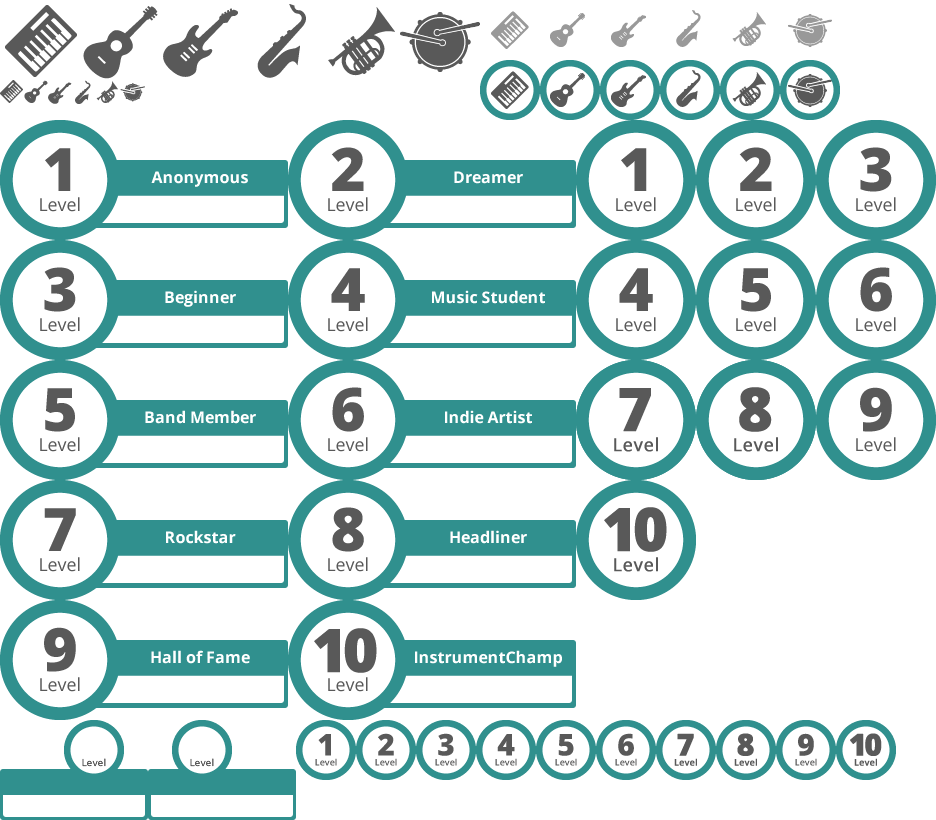 1 Level Anonymous
2 Level Dreamer
1 Level
2 Level
3 Level
3 Level Beginner
4 Level Music Student
4 Level
5 Level
6 Level
5 Level Band Member
6 Level Indie Artist
7 Level
8 Level
9 Level
7 Level Rockstar
8 Level Headliner
10 Level
9 Level Hall of Fame
10 Level InstrumentChamp
Level
Level
1 Level
2 Level
3 Level
4 Level
5 Level
6 Level
7 Level
8 Level
9 Level
10 Level